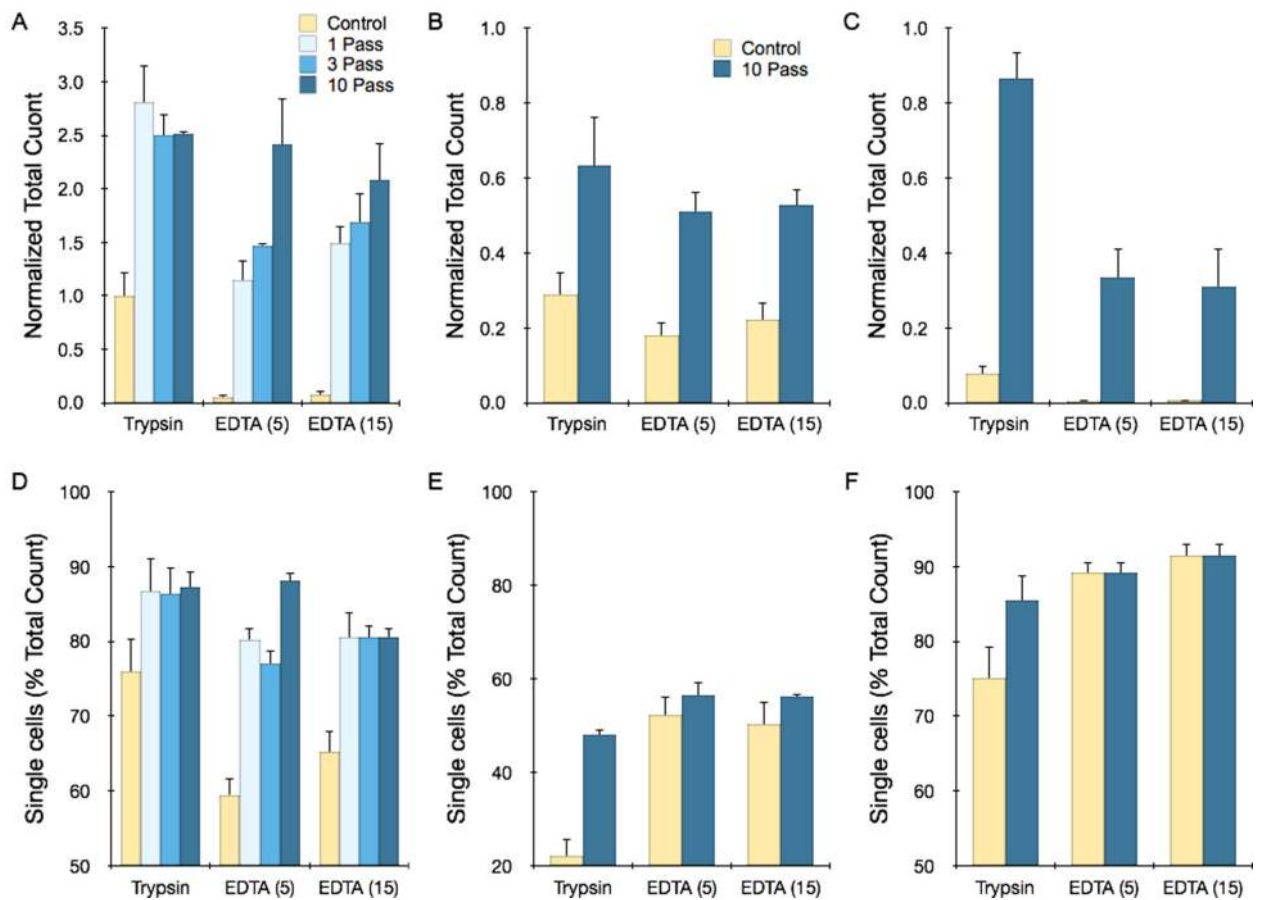 A
Control
1 Pass
3 Pass
10 Pass
Normalized Total Cuont
3.5
3.0
2.5
2.0
1.5
1.0
0.5
0.0
Trypsin
EDTA (5)
EDTA (15)
B
Control
10 Pass
Normalized Total Count
1.0
0.8
0.6
0.4
0.2
0.0
Trypsin
EDTA (5)
EDTA (15)
C
Normalized Total Count
1.0
0.8
0.6
0.4
0.2
0.0
Trypsin
EDTA (5)
EDTA (15)
D
Single cells (% Total Count)
100
90
80
70
60
50
Trypsin
EDTA (5)
EDTA (15)
E
Single cells (% Total Count)
100
80
60
40
20
Trypsin
EDTA (5)
EDTA (15)
F
Single cells (% Total Count)
100
90
80
70
60
50
Trypsin
EDTA (5)
EDTA (15)